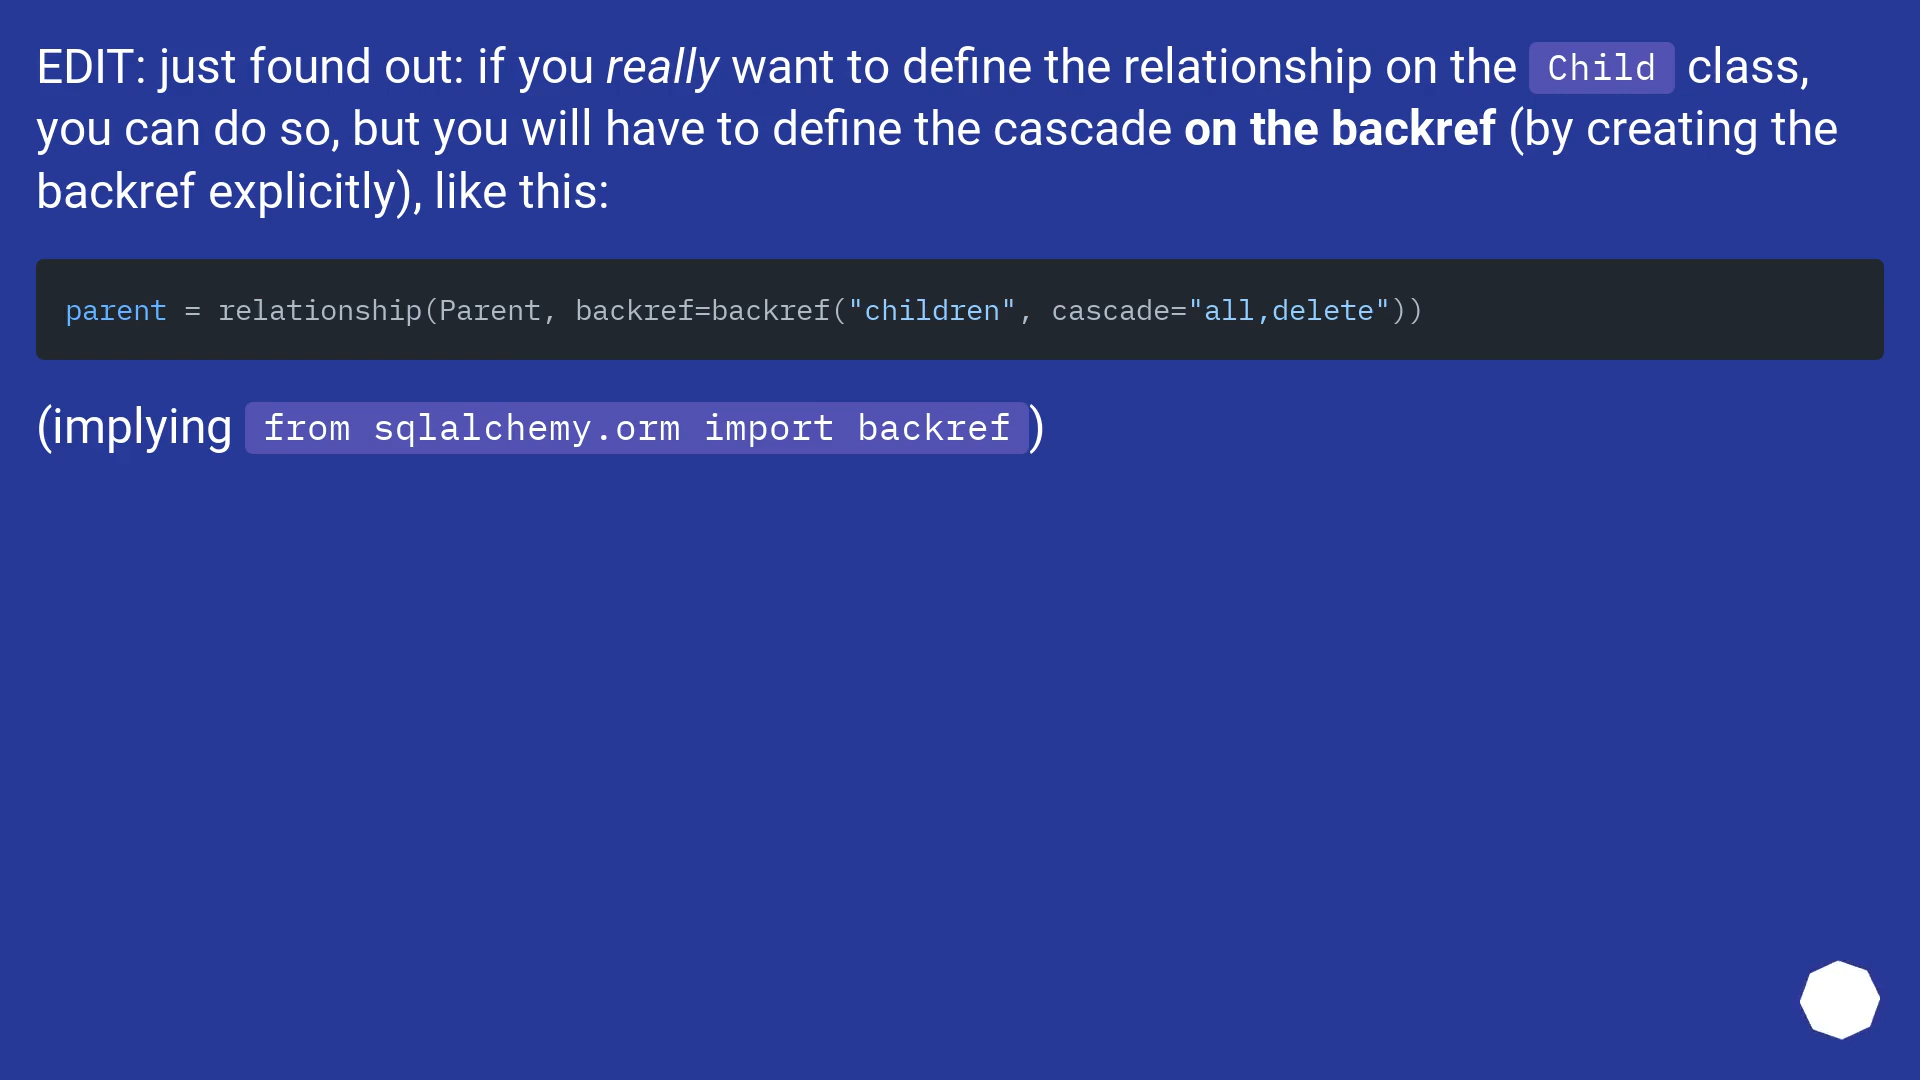 EDIT: just found out: if you really want to define the relationship on the Child class,
you can do so, but you will have to define the cascade on the backref (by creating the
backref explicitly), like this:
parent = relationship(Parent, backref=backref("children", cascade="all,delete"))
(implying from sqlalchemy.orm import backref)